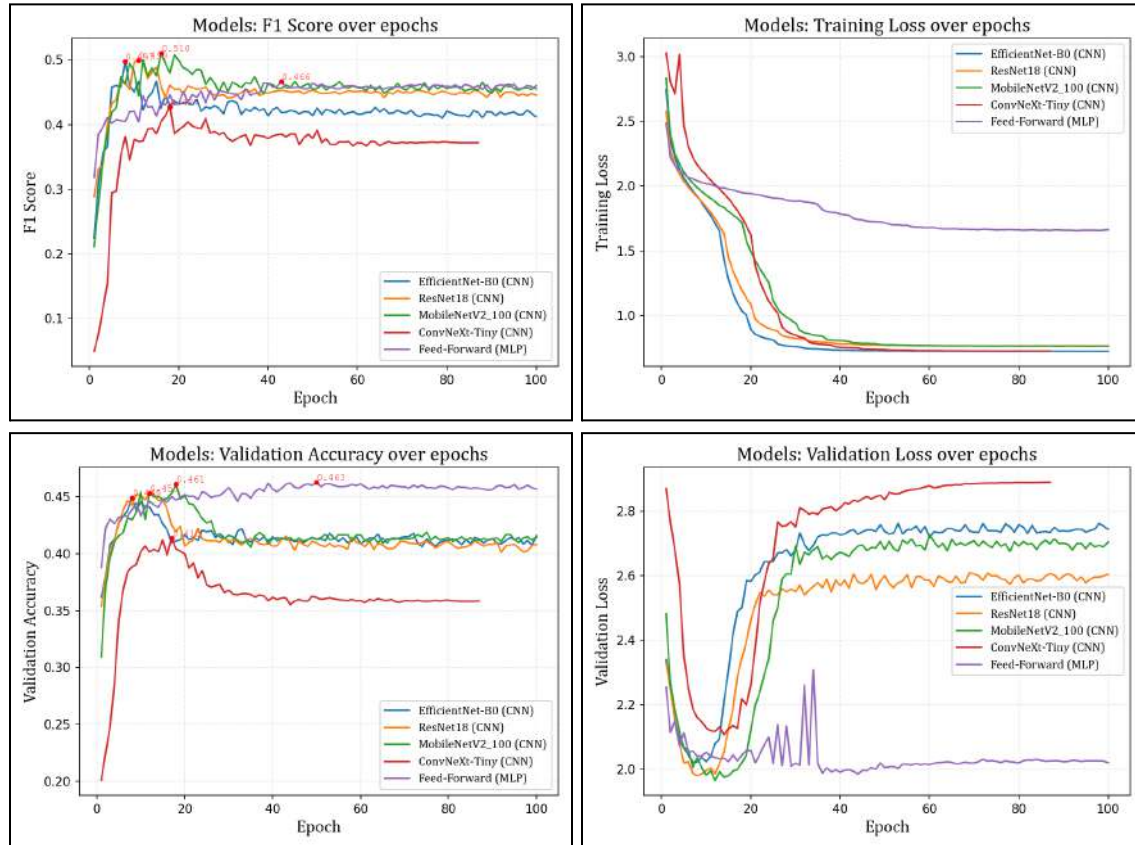 Models: F1 Score over epochs
0.510
0.466
0.5
0.4
0.3
0.2
0.1
F1 Score
EfficientNet-B0 (CNN)
ResNet18 (CNN)
MobileNetV2_100 (CNN)
ConvNeXt-Tiny (CNN)
Feed-Forward (MLP)
0 20 40 60 80 100
Epoch
Models: Training Loss over epochs
3.0
2.5
2.0
1.5
1.0
Training Loss
EfficientNet-B0 (CNN)
ResNet18 (CNN)
MobileNetV2_100 (CNN)
ConvNeXt-Tiny (CNN)
Feed-Forward (MLP)
0 20 40 60 80 100
Epoch
Models: Validation Accuracy over epochs
0.461
0.463
0.45
0.40
0.35
0.30
0.25
0.20
Validation Accuracy
EfficientNet-B0 (CNN)
ResNet18 (CNN)
MobileNetV2_100 (CNN)
ConvNeXt-Tiny (CNN)
Feed-Forward (MLP)
0 20 40 60 80 100
Epoch
Models: Validation Loss over epochs
2.8
2.6
2.4
2.2
2.0
Validation Loss
EfficientNet-B0 (CNN)
ResNet18 (CNN)
MobileNetV2_100 (CNN)
ConvNeXt-Tiny (CNN)
Feed-Forward (MLP)
0 20 40 60 80 100
Epoch